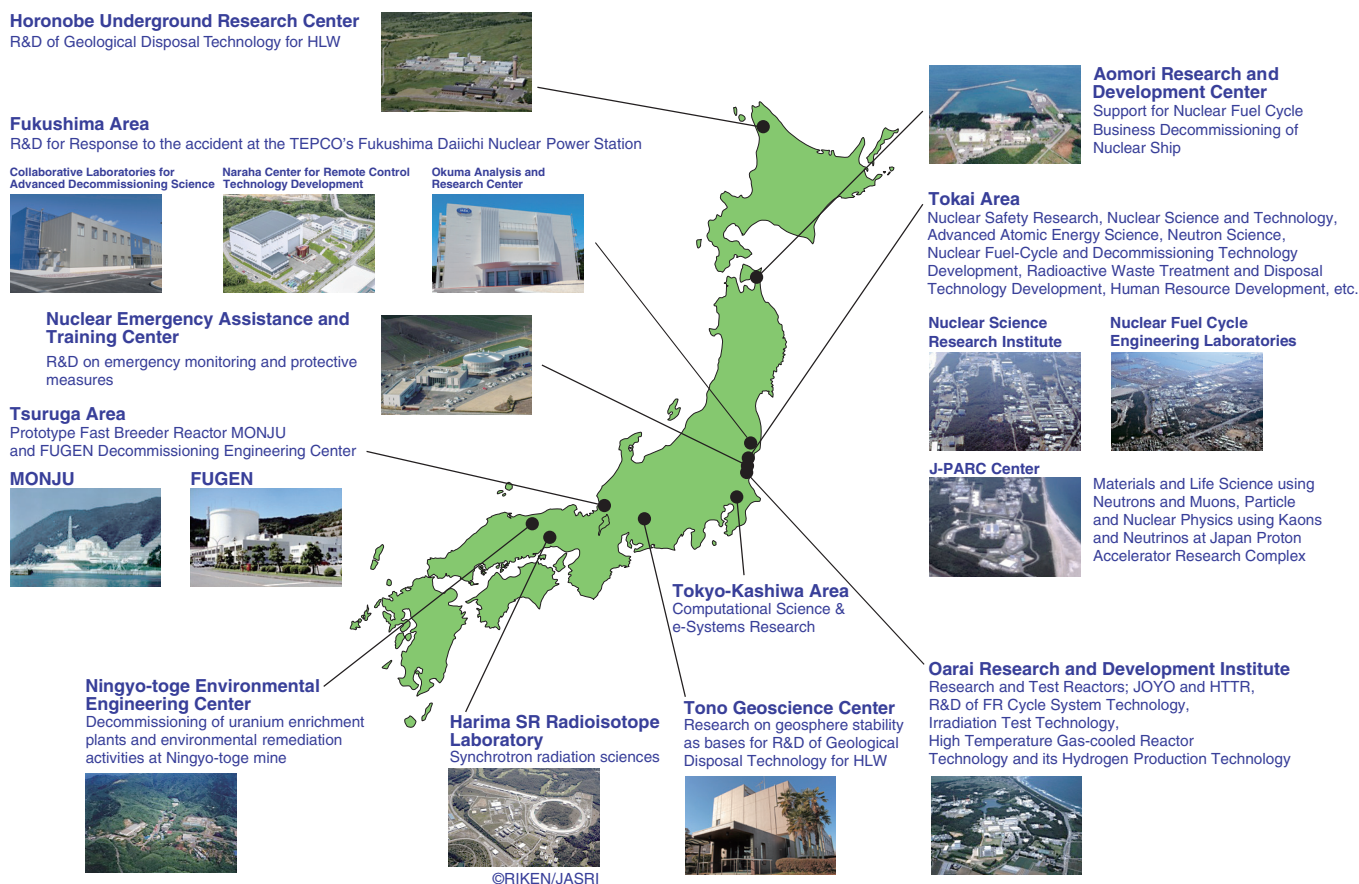 Horonobe Underground Research Center
R&D of Geological Disposal Technology for HLW
Fukushima Area
R&D for Response to the accident at the TEPCO's Fukushima Daiichi Nuclear Power Station
Collaborative Laboratories for
Advanced Decommissioning Science
Naraha Center for Remote Control
Technology Development
Okuma Analysis and
Research Center
Nuclear Emergency Assistance and
Training Center
R&D on emergency monitoring and protective
measures
Tsuruga Area
Prototype Fast Breeder Reactor MONJU
and FUGEN Decommissioning Engineering Center
MONJU
FUGEN
Aomori Research and
Development Center
Support for Nuclear Fuel Cycle
Business Decommissioning of
Nuclear Ship
Tokai Area
Nuclear Safety Research, Nuclear Science and Technology,
Advanced Atomic Energy Science, Neutron Science,
Nuclear Fuel-Cycle and Decommissioning Technology
Development, Radioactive Waste Treatment and Disposal
Technology Development, Human Resource Development, etc.
Nuclear Science
Research Institute
Nuclear Fuel Cycle
Engineering Laboratories
J-PARC Center
Materials and Life Science using
Neutrons and Muons, Particle
and Nuclear Physics using Kaons
and Neutrinos at Japan Proton
Accelerator Research Complex
Tokyo-Kashiwa Area
Computational Science &
e-Systems Research
Ningyo-toge Environmental
Engineering Center
Decommissioning of uranium enrichment
plants and environmental remediation
activities at Ningyo-toge mine
Harima SR Radioisotope
Laboratory
Synchrotron radiation sciences
©RIKEN/JASRI
Tono Geoscience Center
Research on geosphere stability
as bases for R&D of Geological
Disposal Technology for HLW
Oarai Research and Development Institute
Research and Test Reactors; JOYO and HTTR,
R&D of FR Cycle System Technology,
Irradiation Test Technology,
High Temperature Gas-cooled Reactor
Technology and its Hydrogen Production Technology